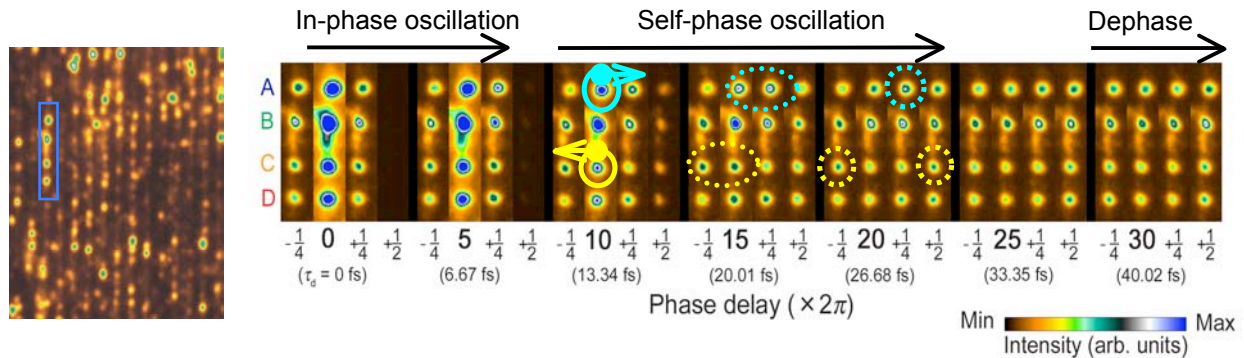 In-phase oscillation Self-phase oscillation Dephase
A
B
C
D
-1/4 0 +1/4 +1/2 -1/4 5 +1/4 +1/2 -1/4 10 +1/4 +1/2 -1/4 15 +1/4 +1/2 -1/4 20 +1/4 +1/2 -1/4 25 +1/4 +1/2 -1/4 30 +1/4 +1/2
(τd = 0 fs) (6.67 fs) (13.34 fs) (20.01 fs) (26.68 fs) (33.35 fs) (40.02 fs)
Phase delay (×2π)
Min Max
Intensity (arb. units)